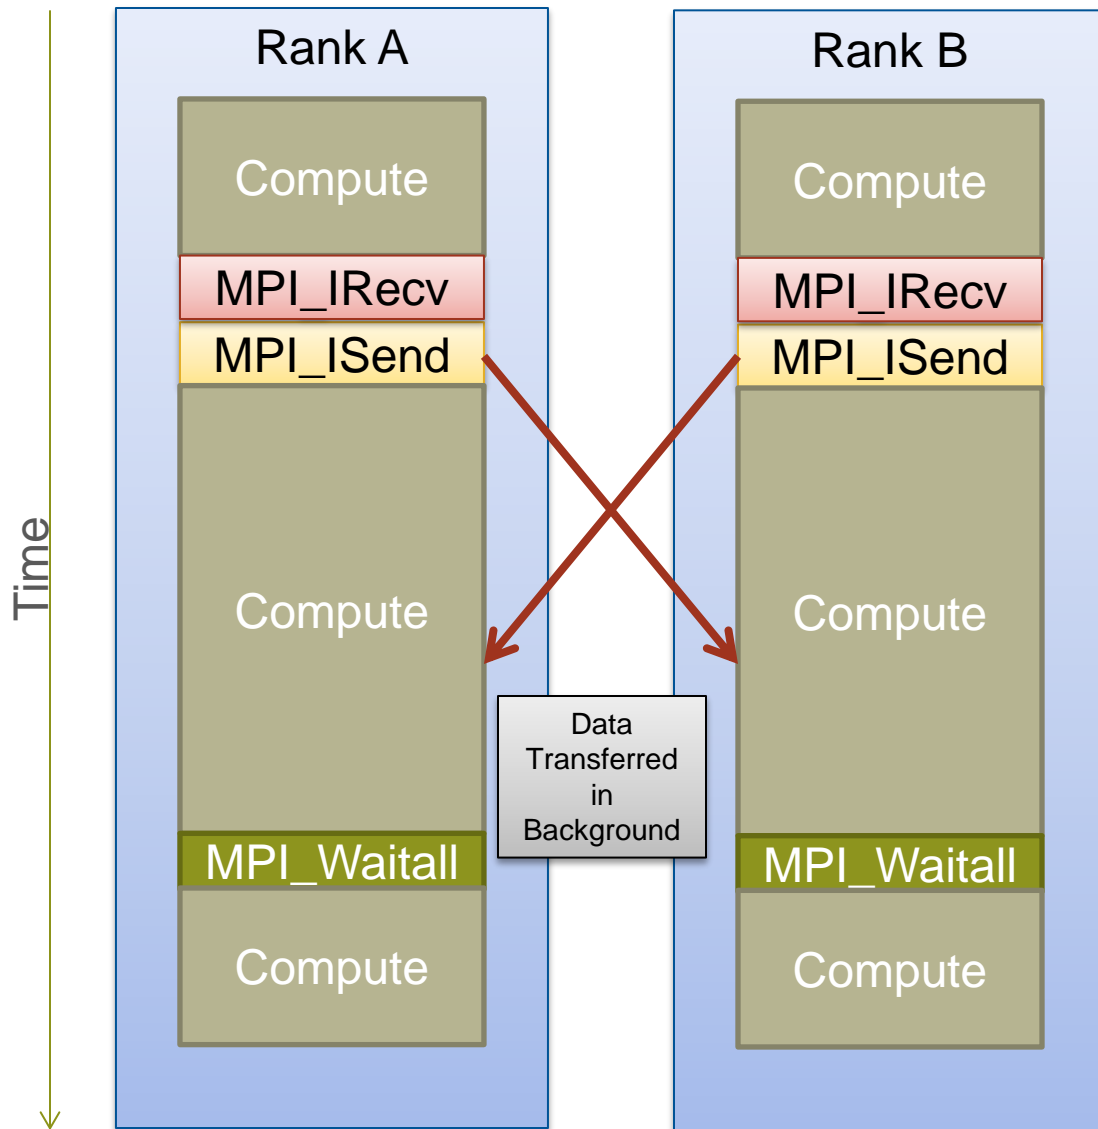 Time
Rank A
Compute
MPI_IRecv
MPI_ISend
Compute
MPI_Waitall
Compute
Data
Transferred
in
Background
Rank B
Compute
MPI_IRecv
MPI_ISend
Compute
MPI_Waitall
Compute